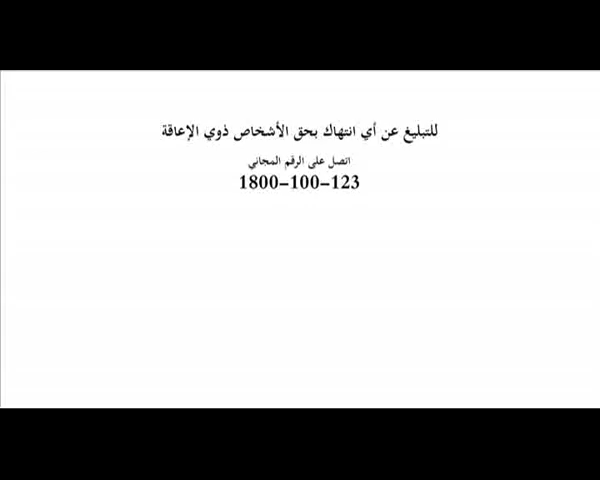 للتبليغ عن أي انتهاك بحق الأشخاص ذوي الإعاقة
اتصل على الرقم المجاني
1800–100–123